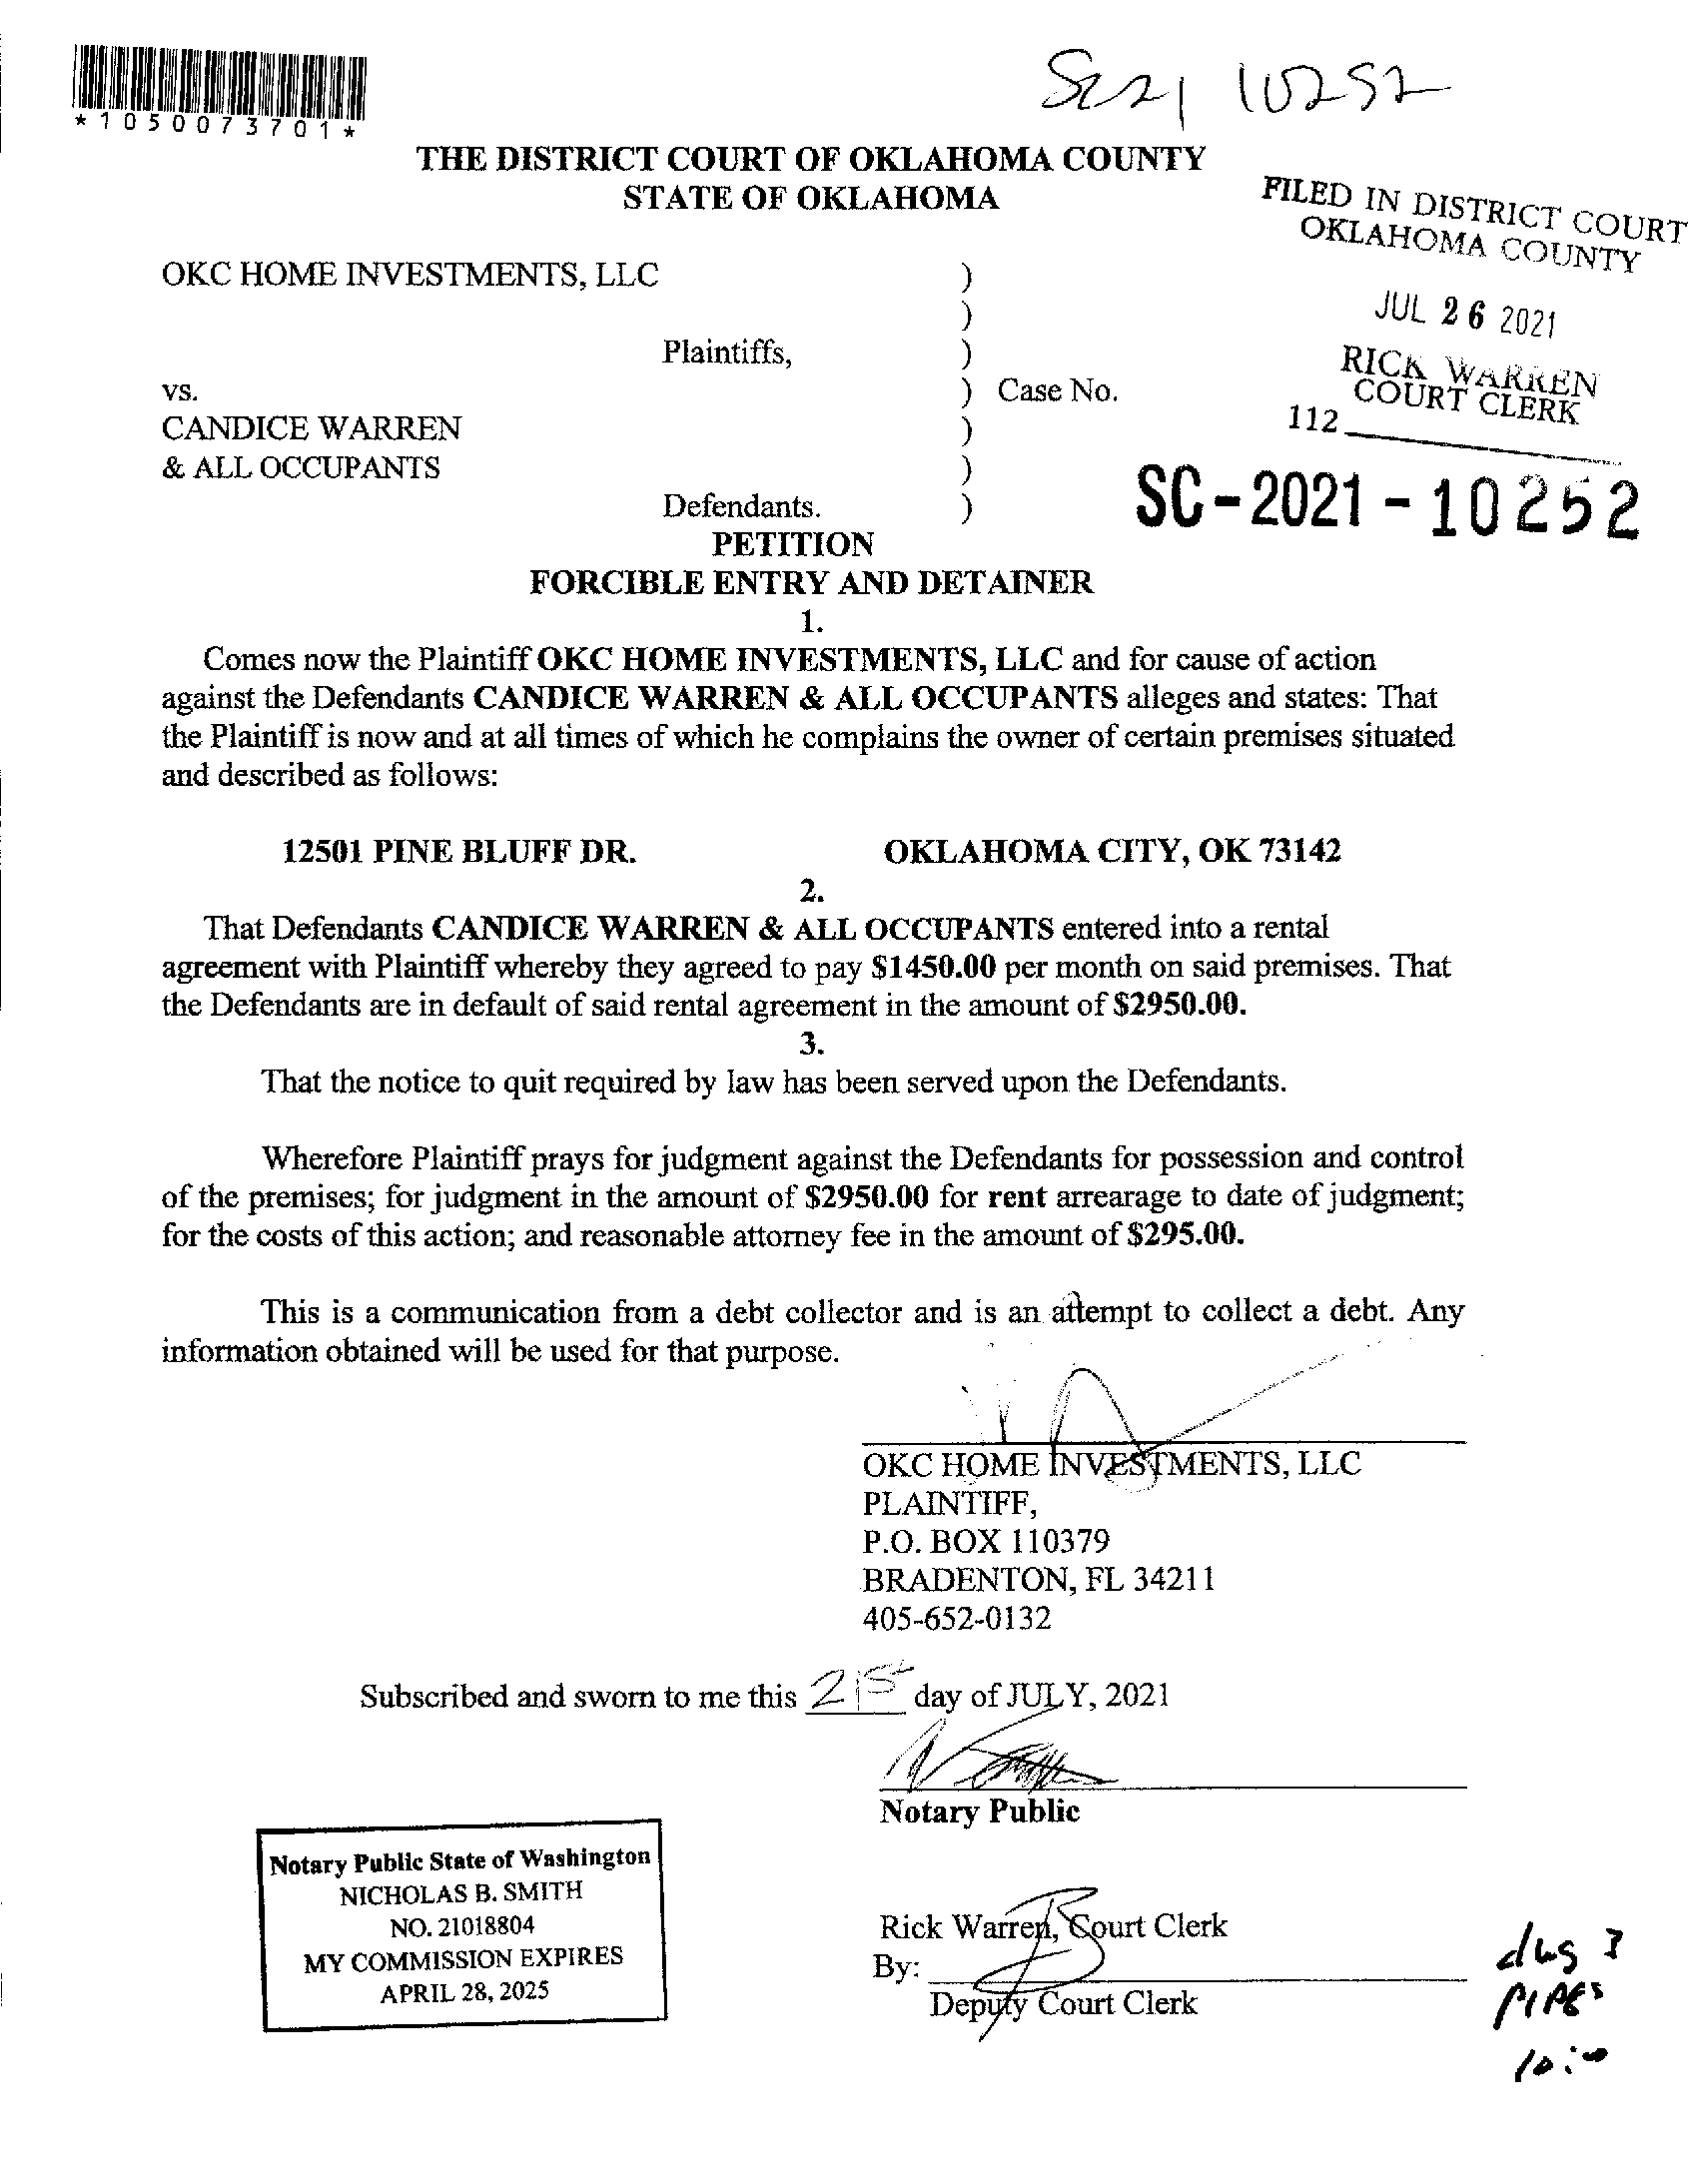 *1050073701*
SC21 10252
THE DISTRICT COURT OF OKLAHOMA COUNTY
STATE OF OKLAHOMA
FILED IN DISTRICT COURT
OKLAHOMA COUNTY
JUL 26 2021
RICK WARREN
COURT CLERK
112
OKC HOME INVESTMENTS, LLC )
)
Plaintiffs, )
vs. ) Case No.
CANDICE WARREN )
& ALL OCCUPANTS )
Defendants. )
SC-2021-10252
PETITION
FORCIBLE ENTRY AND DETAINER
1.
Comes now the Plaintiff OKC HOME INVESTMENTS, LLC and for cause of action
against the Defendants CANDICE WARREN & ALL OCCUPANTS alleges and states: That
the Plaintiff is now and at all times of which he complains the owner of certain premises situated
and described as follows:
12501 PINE BLUFF DR. OKLAHOMA CITY, OK 73142
2.
That Defendants CANDICE WARREN & ALL OCCUPANTS entered into a rental
agreement with Plaintiff whereby they agreed to pay $1450.00 per month on said premises. That
the Defendants are in default of said rental agreement in the amount of $2950.00.
3.
That the notice to quit required by law has been served upon the Defendants.
Wherefore Plaintiff prays for judgment against the Defendants for possession and control
of the premises; for judgment in the amount of $2950.00 for rent arrearage to date of judgment;
for the costs of this action; and reasonable attorney fee in the amount of $295.00.
This is a communication from a debt collector and is an attempt to collect a debt. Any
information obtained will be used for that purpose.
OKC HOME INVESTMENTS, LLC
PLAINTIFF,
P.O. BOX 110379
BRADENTON, FL 34211
405-652-0132
Subscribed and sworn to me this 21st day of JULY, 2021
Notary Public
Notary Public State of Washington
NICHOLAS B. SMITH
NO. 21018804
MY COMMISSION EXPIRES
APRIL 28, 2025
Rick Warren, Court Clerk
By:
Deputy Court Clerk
10:00